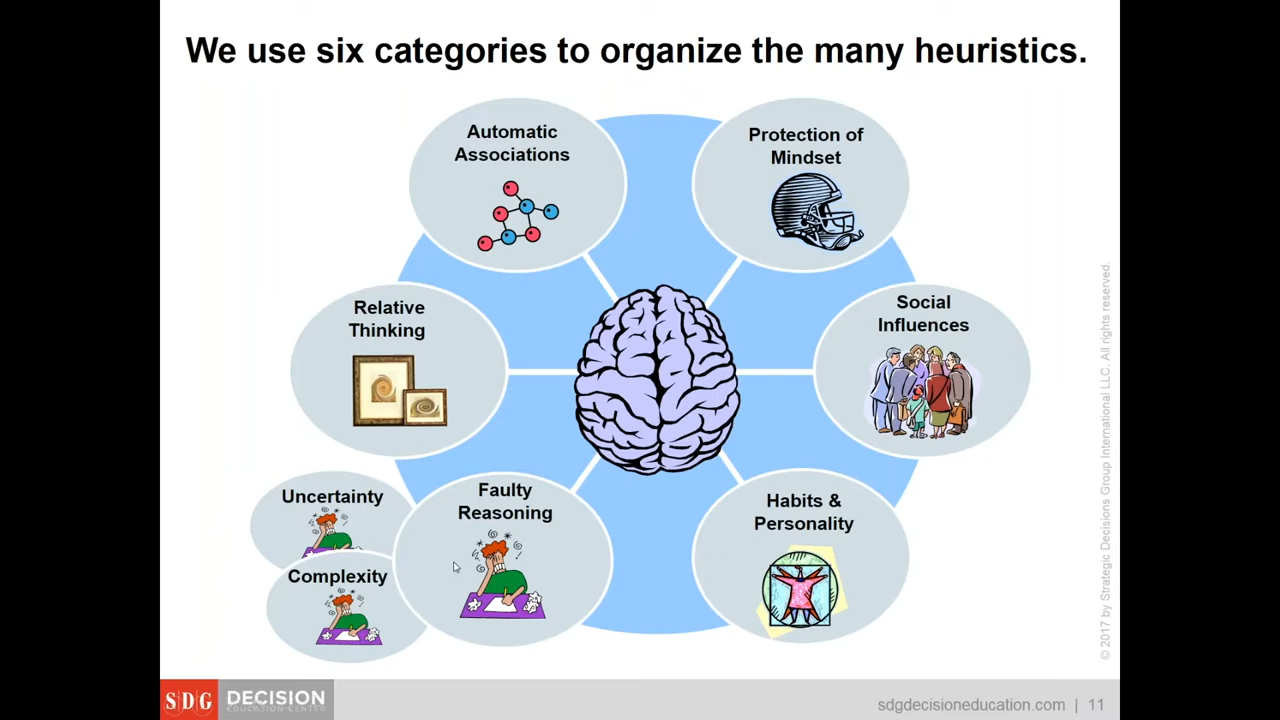 We use six categories to organize the many heuristics.
Automatic
Associations
Protection of
Mindset
Relative
Thinking
Social
Influences
Uncertainty
Complexity
Faulty
Reasoning
Habits &
Personality
© 2017 by Strategic Decisions Group International LLC. All rights reserved.
SDG
DECISION
EDUCATION CENTER
sdgdecisioneducation.com | 11